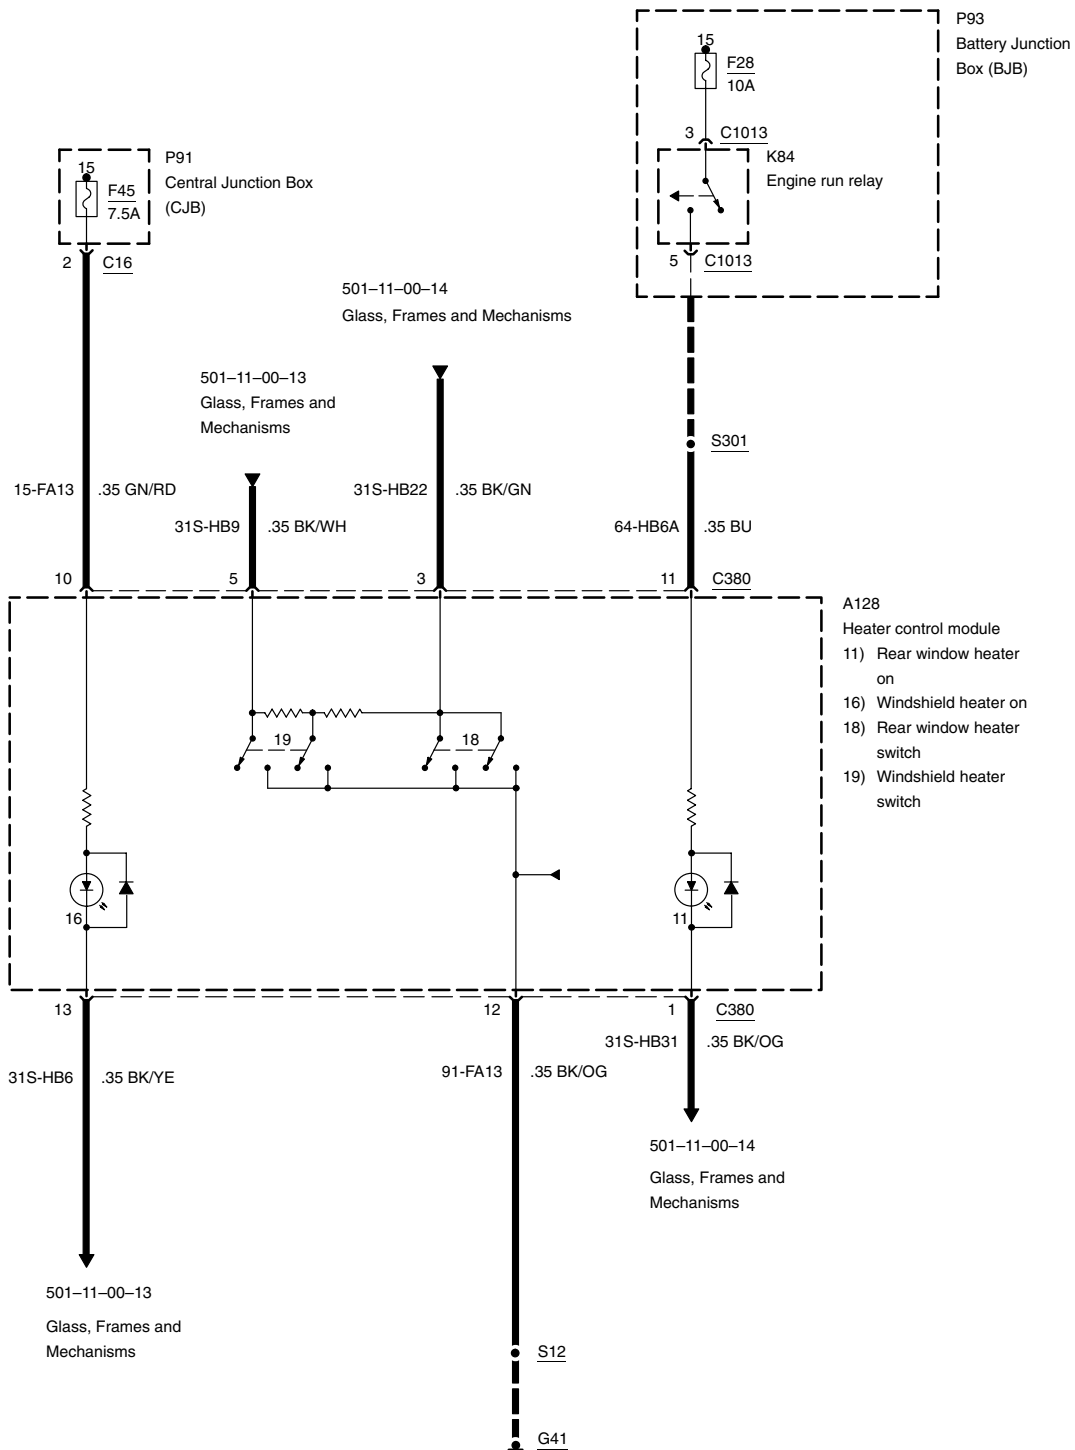 P93
Battery Junction
Box (BJB)
15
F28
10A
3 C1013
K84
Engine run relay
5 C1013
P91
Central Junction Box
(CJB)
15
F45
7.5A
2 C16
501–11–00–14
Glass, Frames and Mechanisms
501–11–00–13
Glass, Frames and
Mechanisms
S301
15-FA13 .35 GN/RD
31S-HB22 .35 BK/GN
31S-HB9 .35 BK/WH
64-HB6A .35 BU
10 5 3 11 C380
A128
Heater control module
11) Rear window heater
on
16) Windshield heater on
18) Rear window heater
switch
19) Windshield heater
switch
19 18
16 11
13 12 1 C380
31S-HB31 .35 BK/OG
31S-HB6 .35 BK/YE
91-FA13 .35 BK/OG
501–11–00–14
Glass, Frames and
Mechanisms
501–11–00–13
Glass, Frames and
Mechanisms
S12
G41